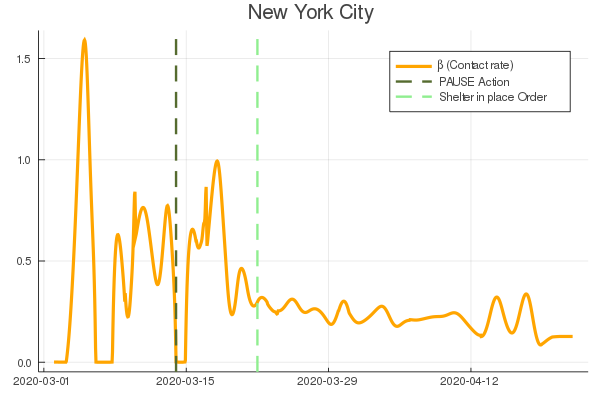 New York City
1.5
1.0
0.5
0.0
β (Contact rate)
PAUSE Action
Shelter in place Order
2020-03-01
2020-03-15
2020-03-29
2020-04-12